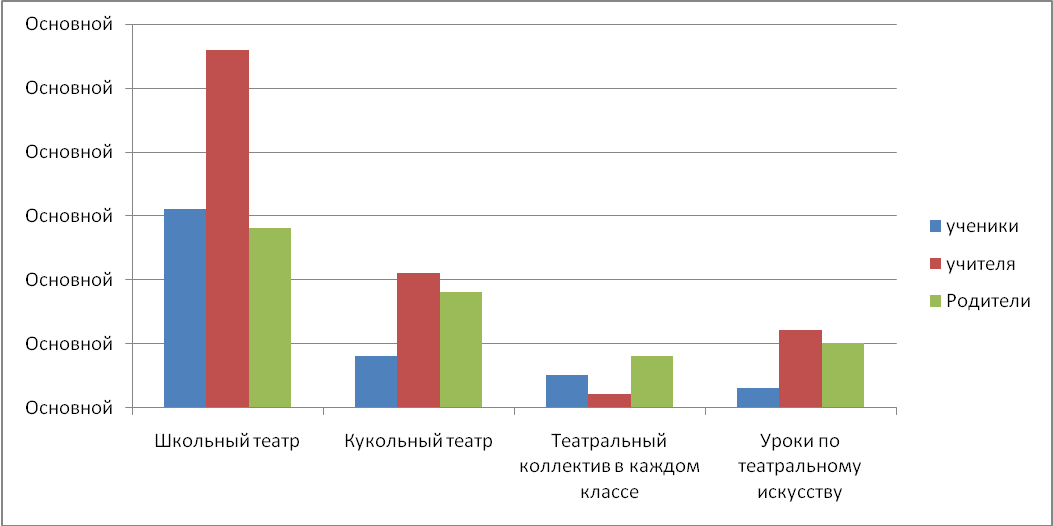 Основной
Основной
Основной
Основной
Основной
Основной
Основной
Школьный театр
Кукольный театр
Театральный
коллектив в каждом
классе
Уроки по
театральному
искусству
ученики
учителя
Родители